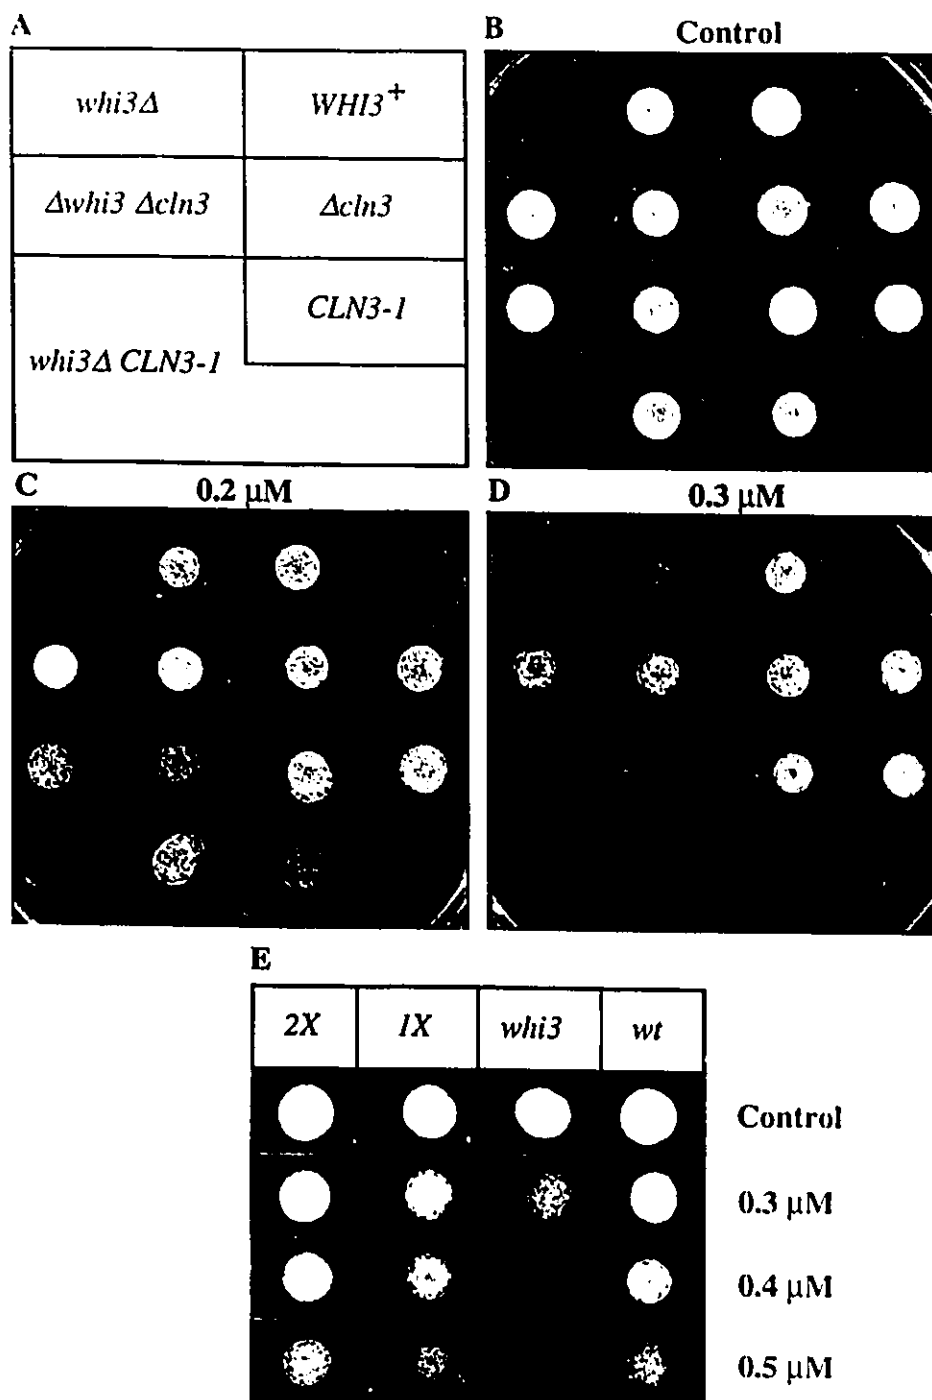 A
B
Control
whi3Δ
WHI3+
Δwhi3 Δcln3
Δcln3
CLN3-1
whi3Δ CLN3-1
C
0.2 μM
D
0.3 μM
E
2X
1X
whi3
wt
Control
0.3 μM
0.4 μM
0.5 μM